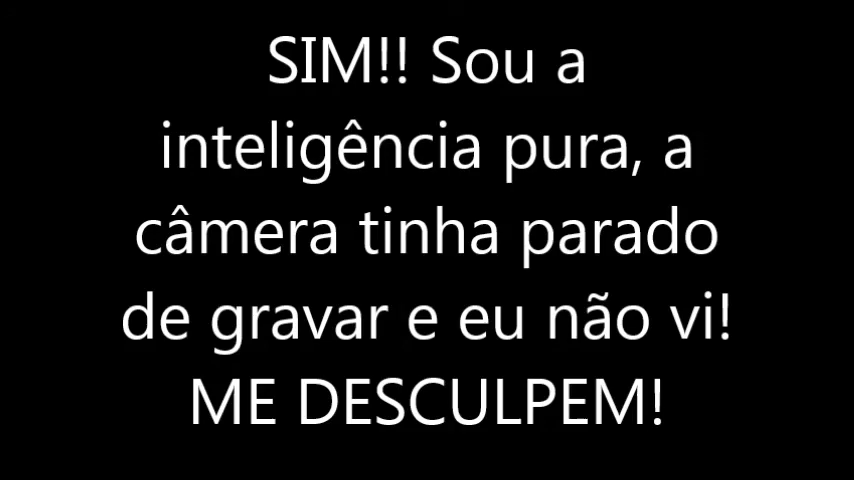 SIM!! Sou a
inteligência pura, a
câmera tinha parado
de gravar e eu não vi!
ME DESCULPEM!